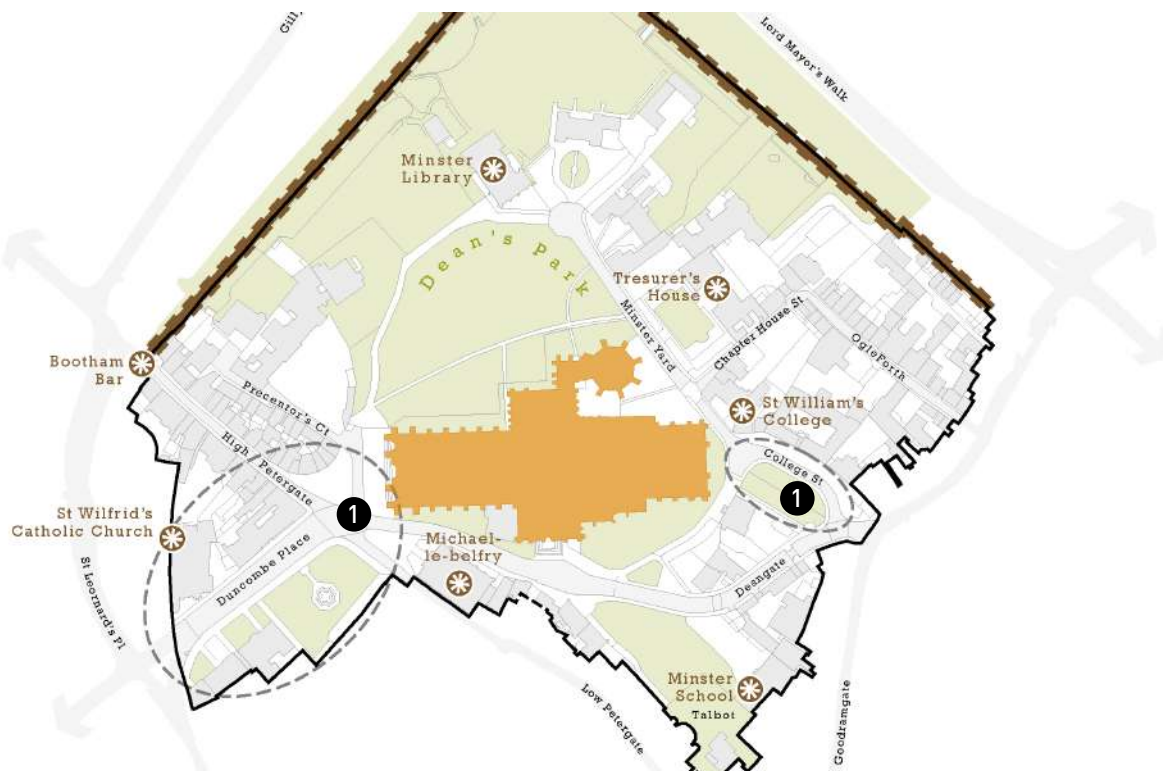 Lord Mayor's Walk
Minster
Library
Dean's Park
Tresurer's
House
Minster Yard
Chapter House St
OgleForth
Bootham
Bar
Precentor's Ct
High Petergate
St William's
College
College St
1
1
St Wilfrid's
Catholic Church
Duncombe Place
Michael-
le-belfry
Deangate
St Leornard's Pl
Minster
School
Talbot
Low Petergate
Goodramgate